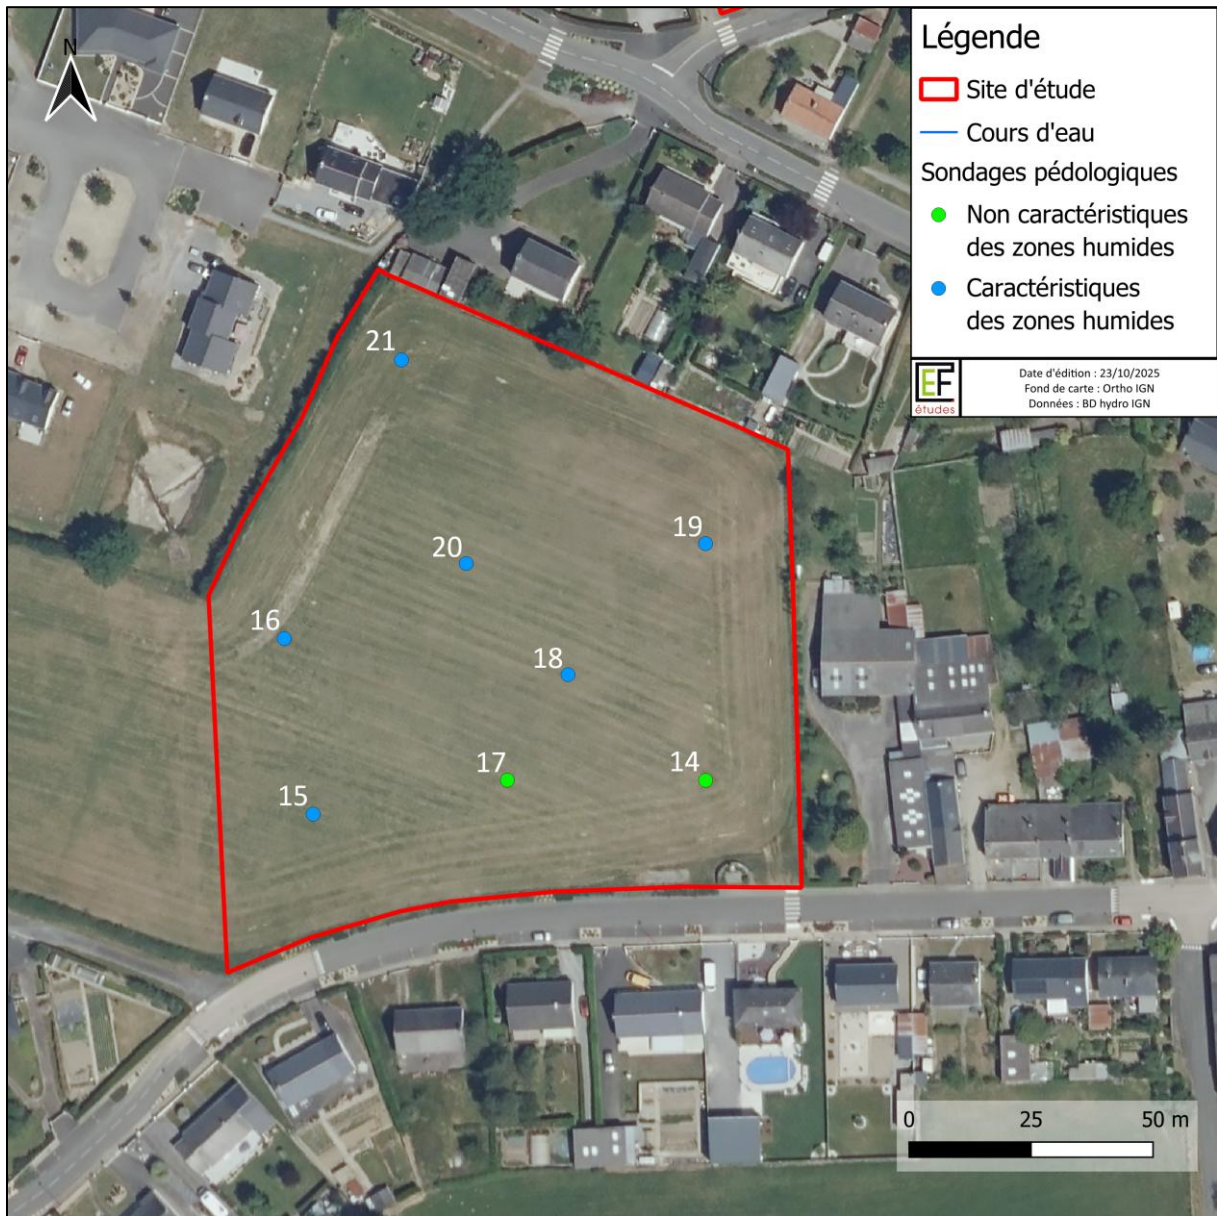 N
Légende
Site d'étude
Cours d'eau
Sondages pédologiques
Non caractéristiques
des zones humides
Caractéristiques
des zones humides
EF
études
Date d'édition : 23/10/2025
Fond de carte : Ortho IGN
Données : BD hydro IGN
21
19
20
16
18
17
14
15
0 25 50 m